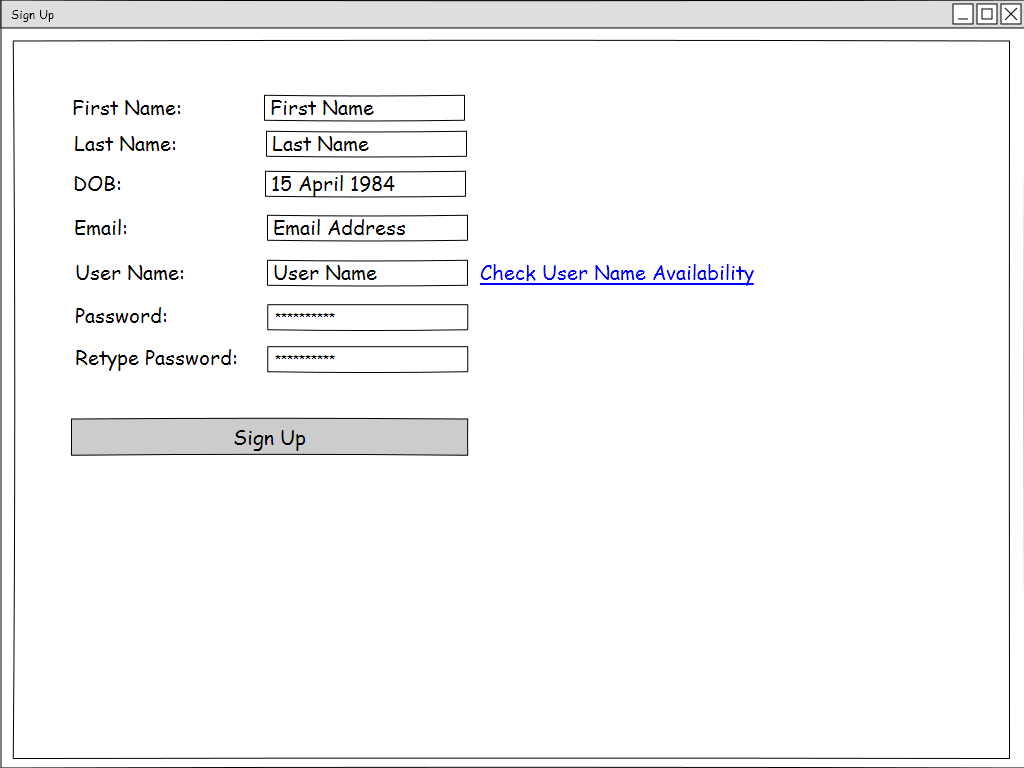 Sign Up
First Name: First Name
Last Name: Last Name
DOB: 15 April 1984
Email: Email Address
User Name: User Name Check User Name Availability
Password: **********
Retype Password: **********
Sign Up